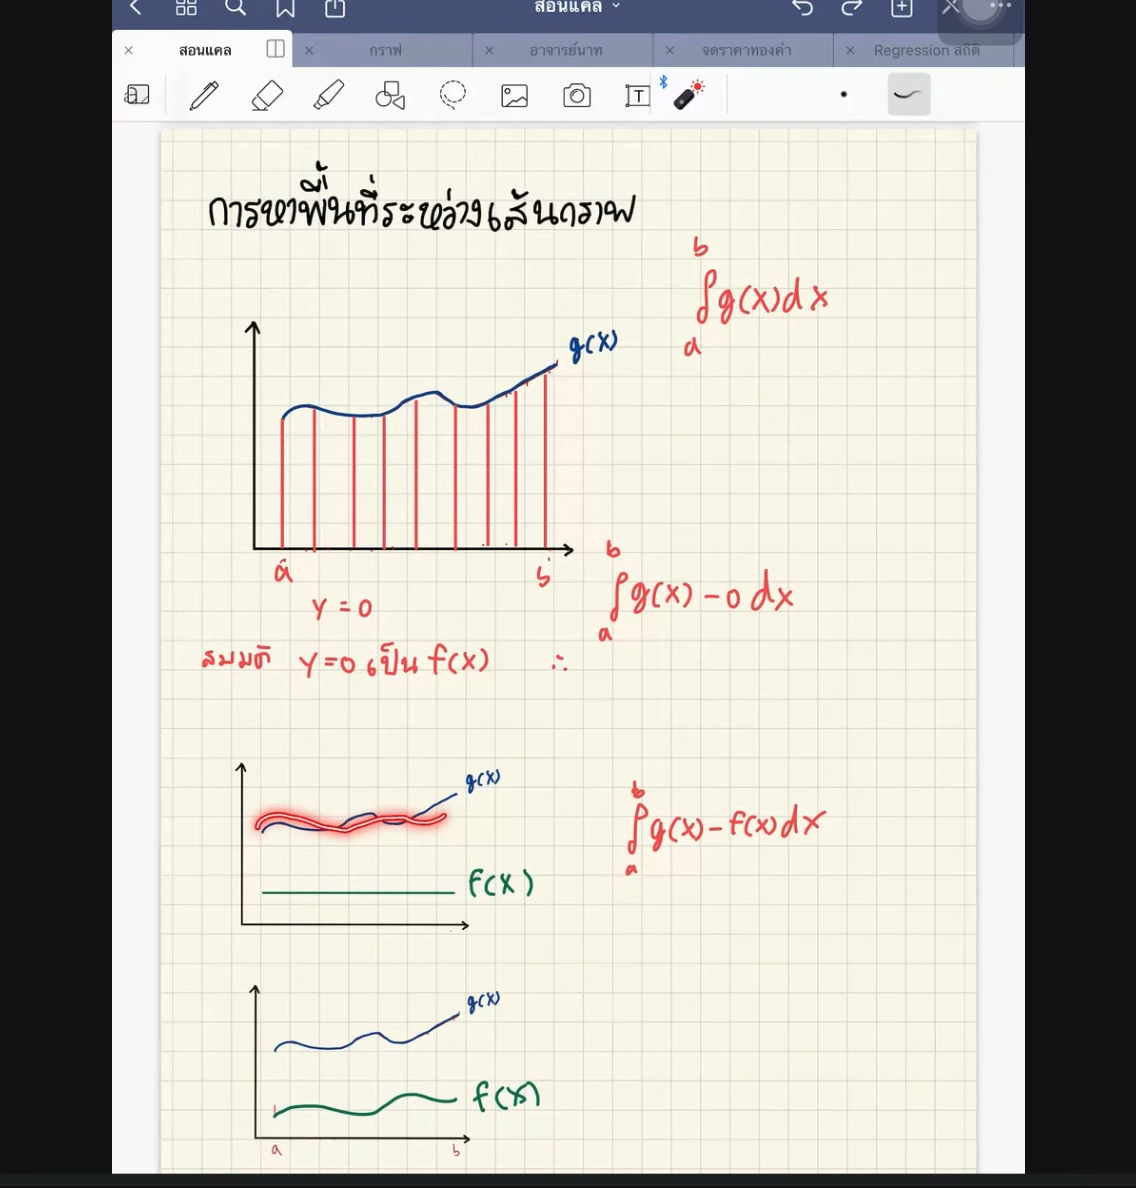 สอนแคล
สอนแคล
กราฟ
อาจารย์นาท
จดราคาทองคำ
Regression สถิติ
การหาพื้นที่ระหว่างเส้นกราฟ
b
∫g(x)dx
a
g(x)
a b
y = 0
b
∫g(x) - 0 dx
a
สมมติ y=0 เป็น f(x) ∴
g(x)
f(x)
b
∫g(x) - f(x)dx
a
g(x)
f(x)
a b